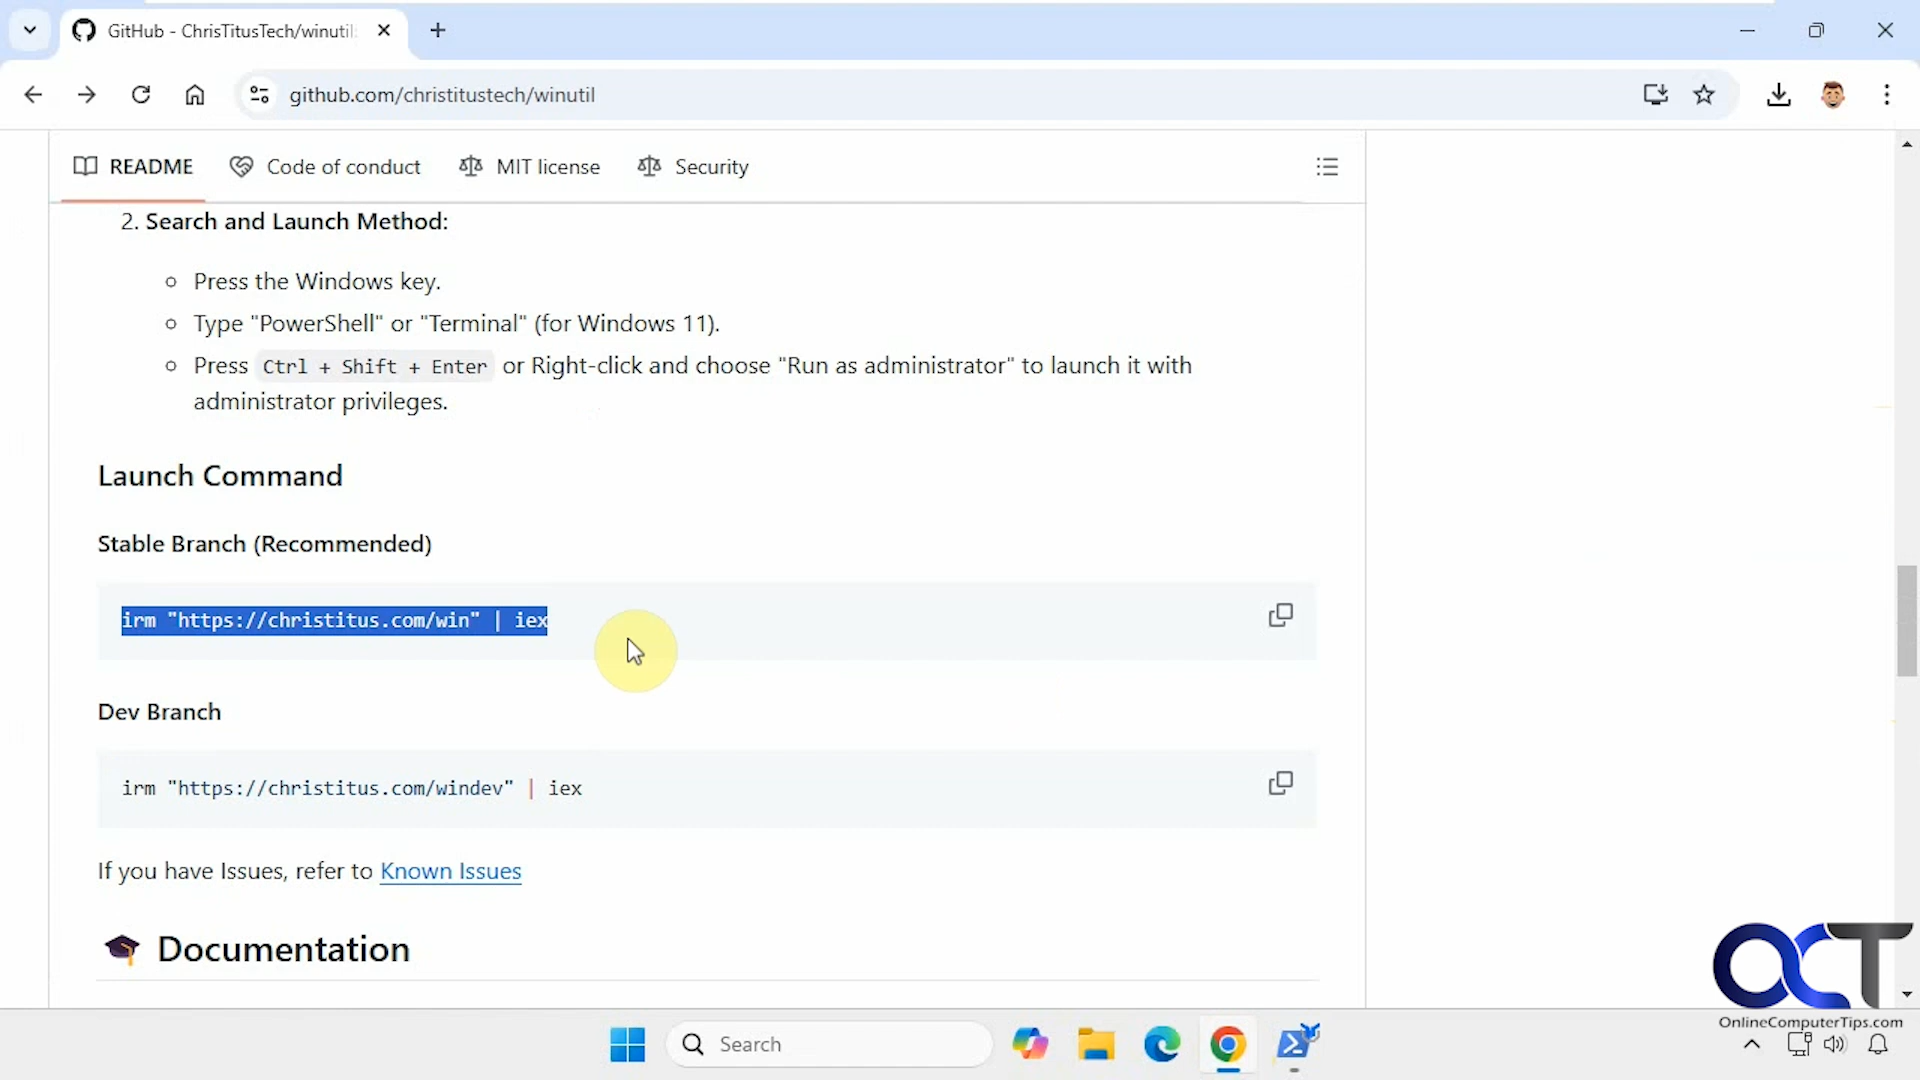 GitHub - ChrisTitusTech/winutil:
github.com/christitustech/winutil
README Code of conduct MIT license Security
2. Search and Launch Method:
Press the Windows key.
Type "PowerShell" or "Terminal" (for Windows 11).
Press Ctrl + Shift + Enter or Right-click and choose "Run as administrator" to launch it with
administrator privileges.
Launch Command
Stable Branch (Recommended)
irm "https://christitus.com/win" | iex
Dev Branch
irm "https://christitus.com/windev" | iex
If you have Issues, refer to Known Issues
Documentation
OCT
OnlineComputerTips.com
Search